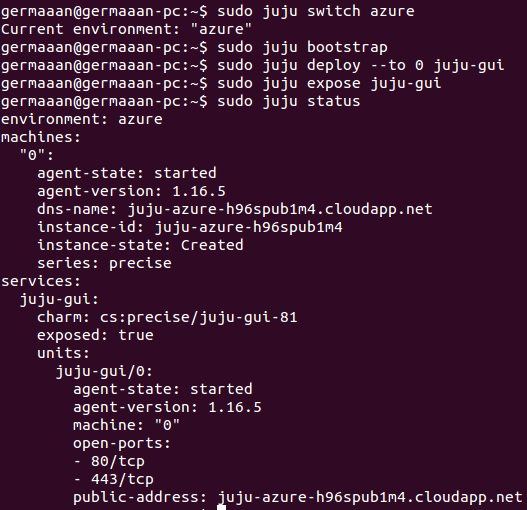 germaaan@germaaan-pc:~$ sudo juju switch azure
Current environment: "azure"
germaaan@germaaan-pc:~$ sudo juju bootstrap
germaaan@germaaan-pc:~$ sudo juju deploy --to 0 juju-gui
germaaan@germaaan-pc:~$ sudo juju expose juju-gui
germaaan@germaaan-pc:~$ sudo juju status
environment: azure
machines:
  "0":
    agent-state: started
    agent-version: 1.16.5
    dns-name: juju-azure-h96spub1m4.cloudapp.net
    instance-id: juju-azure-h96spub1m4
    instance-state: Created
    series: precise
services:
  juju-gui:
    charm: cs:precise/juju-gui-81
    exposed: true
    units:
      juju-gui/0:
        agent-state: started
        agent-version: 1.16.5
        machine: "0"
        open-ports:
        - 80/tcp
        - 443/tcp
        public-address: juju-azure-h96spub1m4.cloudapp.net